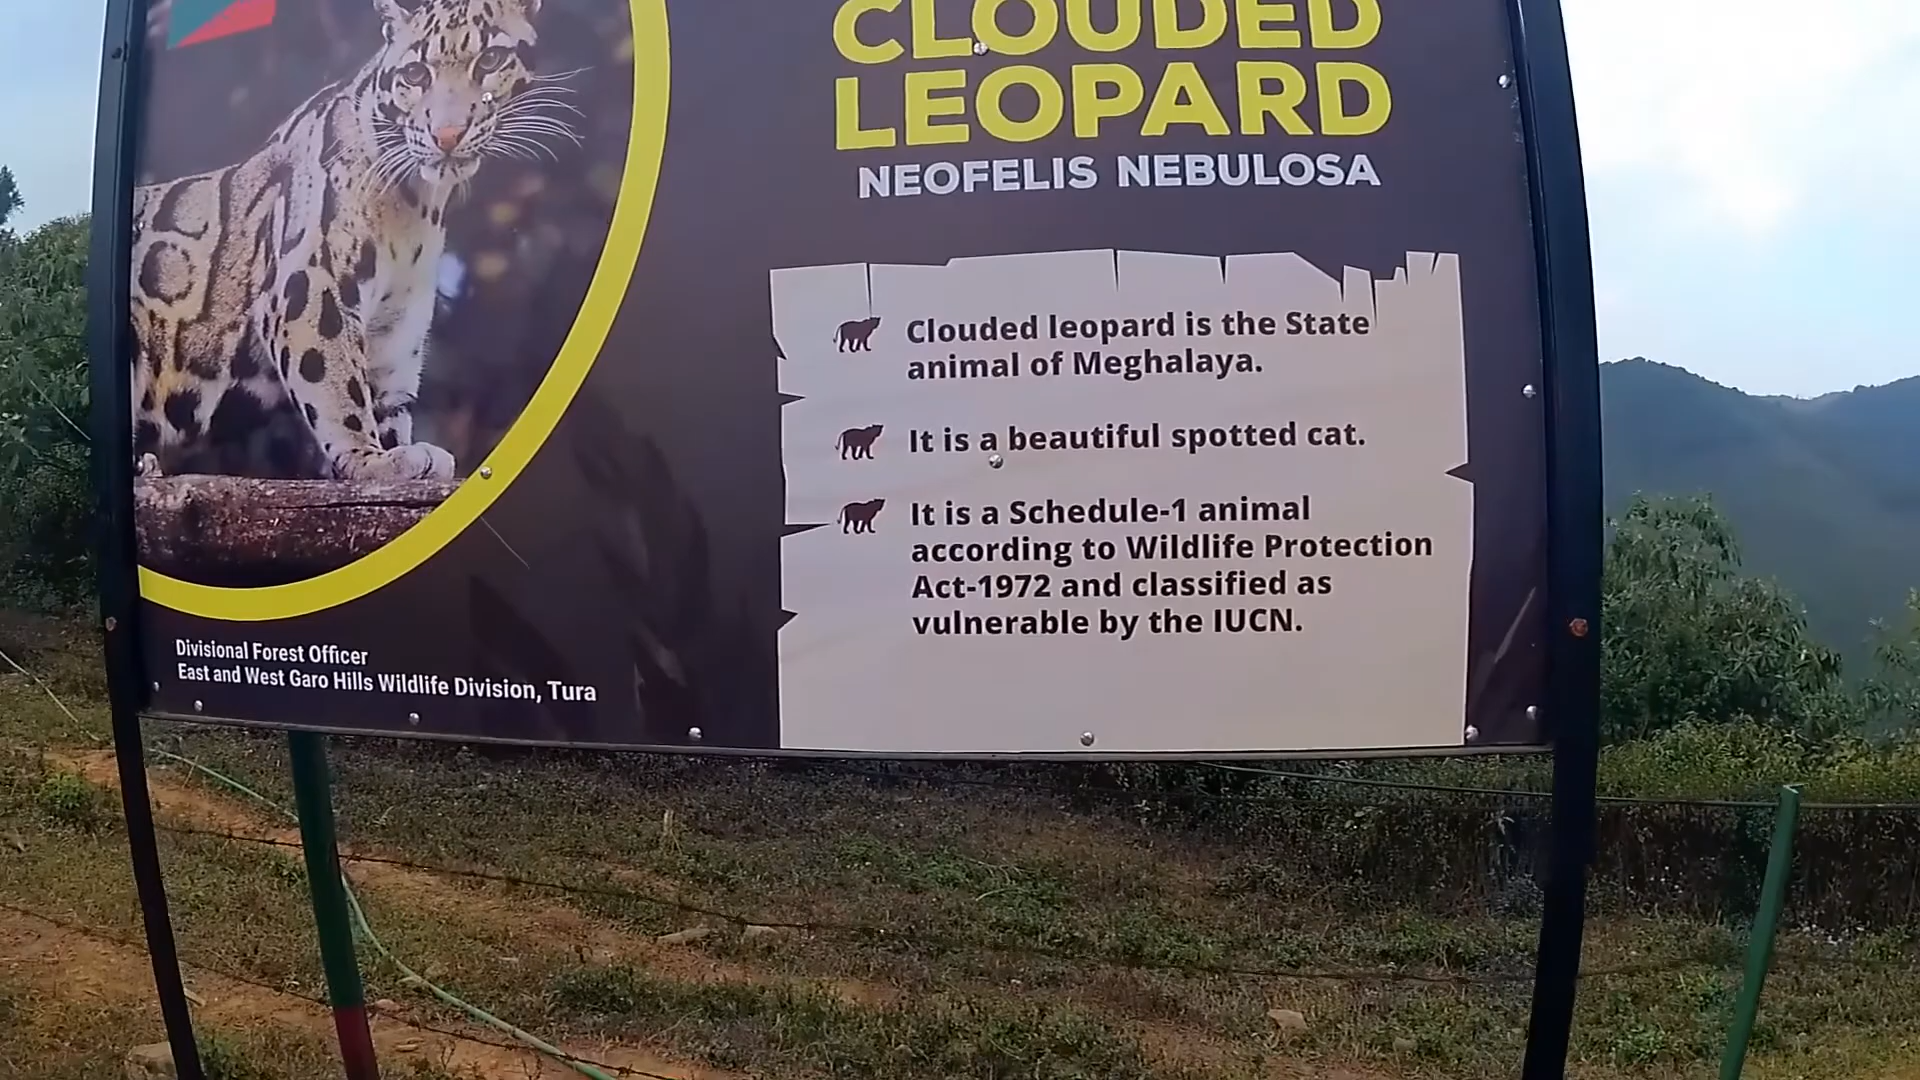 CLOUDED
LEOPARD
NEOFELIS NEBULOSA
Clouded leopard is the State
animal of Meghalaya.
It is a beautiful spotted cat.
It is a Schedule-1 animal
according to Wildlife Protection
Act-1972 and classified as
vulnerable by the IUCN.
Divisional Forest Officer
East and West Garo Hills Wildlife Division, Tura